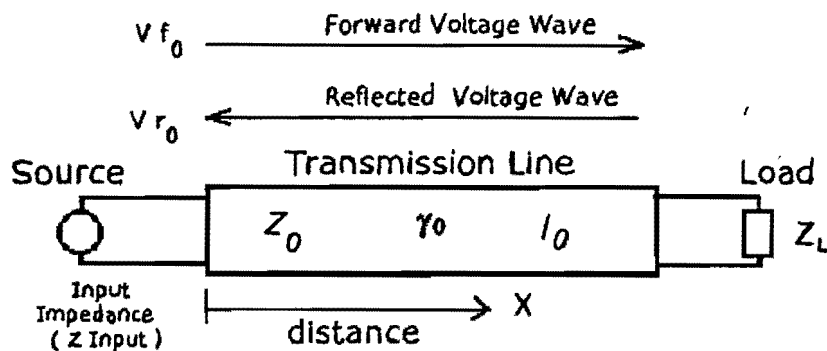 V f₀ Forward Voltage Wave
V r₀ Reflected Voltage Wave
Source Transmission Line Load
Z₀ γ₀ l₀ Z_L
Input
Impedance
( Z Input )
distance X